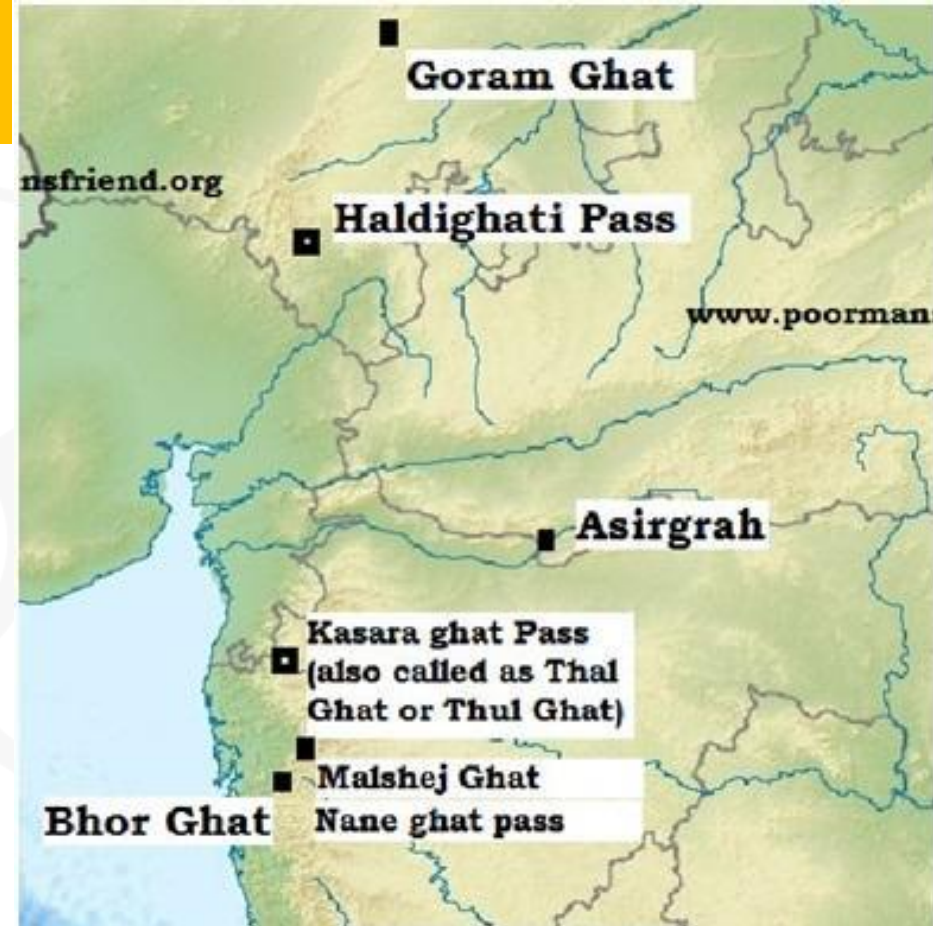 Goram Ghat
nsfriend.org
Haldighati Pass
www.poorman
Asirgrah
Kasara ghat Pass
(also called as Thal
Ghat or Thul Ghat)
Malshej Ghat
Bhor Ghat
Nane ghat pass